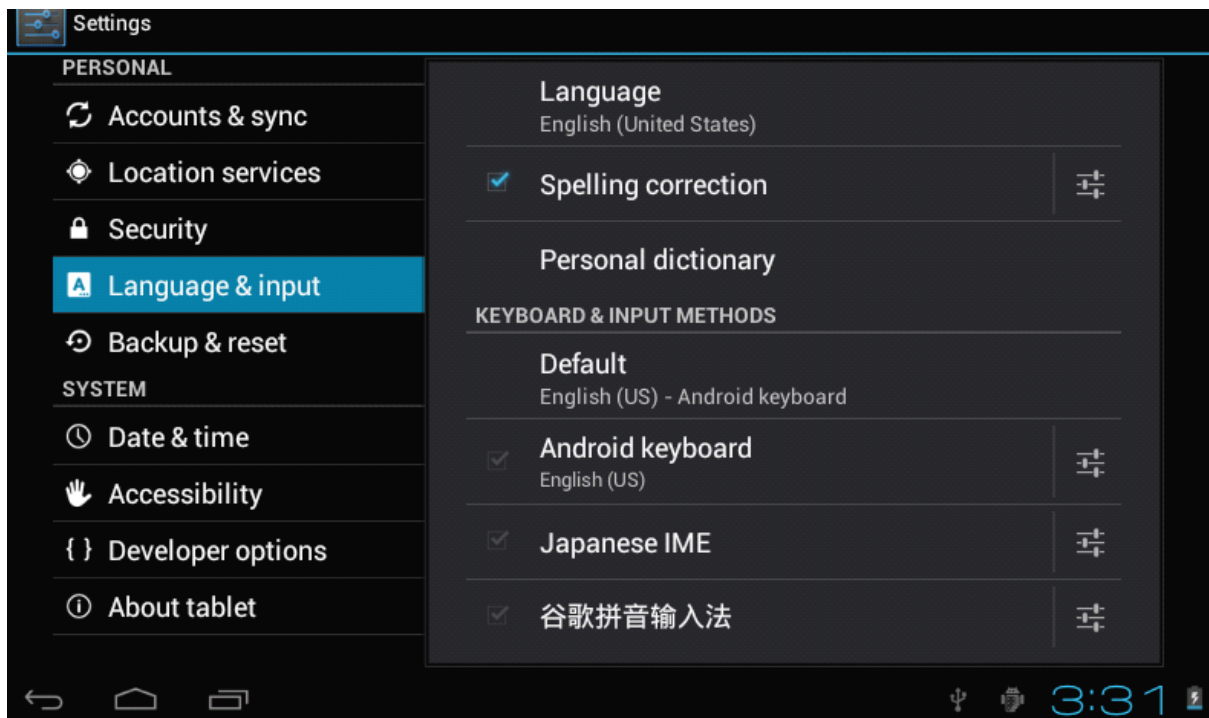 Settings
PERSONAL
Accounts & sync
Location services
Security
Language & input
Backup & reset
SYSTEM
Date & time
Accessibility
{ } Developer options
About tablet
Language
English (United States)
Spelling correction
Personal dictionary
KEYBOARD & INPUT METHODS
Default
English (US) - Android keyboard
Android keyboard
English (US)
Japanese IME
谷歌拼音输入法
3:31